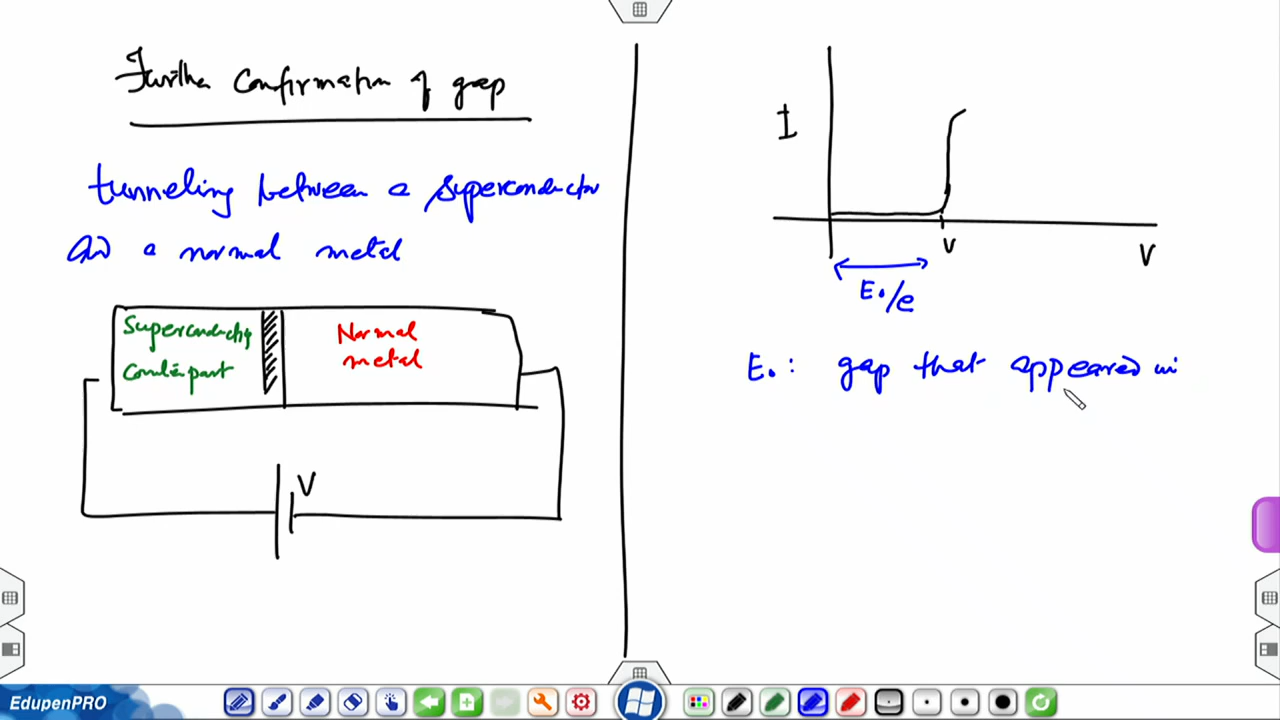 Further Confirmation of gap
tunneling between a superconductor
and a normal metal
Superconducting
Counterpart
Normal
metal
V
I
V
V
E₀/e
E₀ : gap that appeared in
EdupenPRO